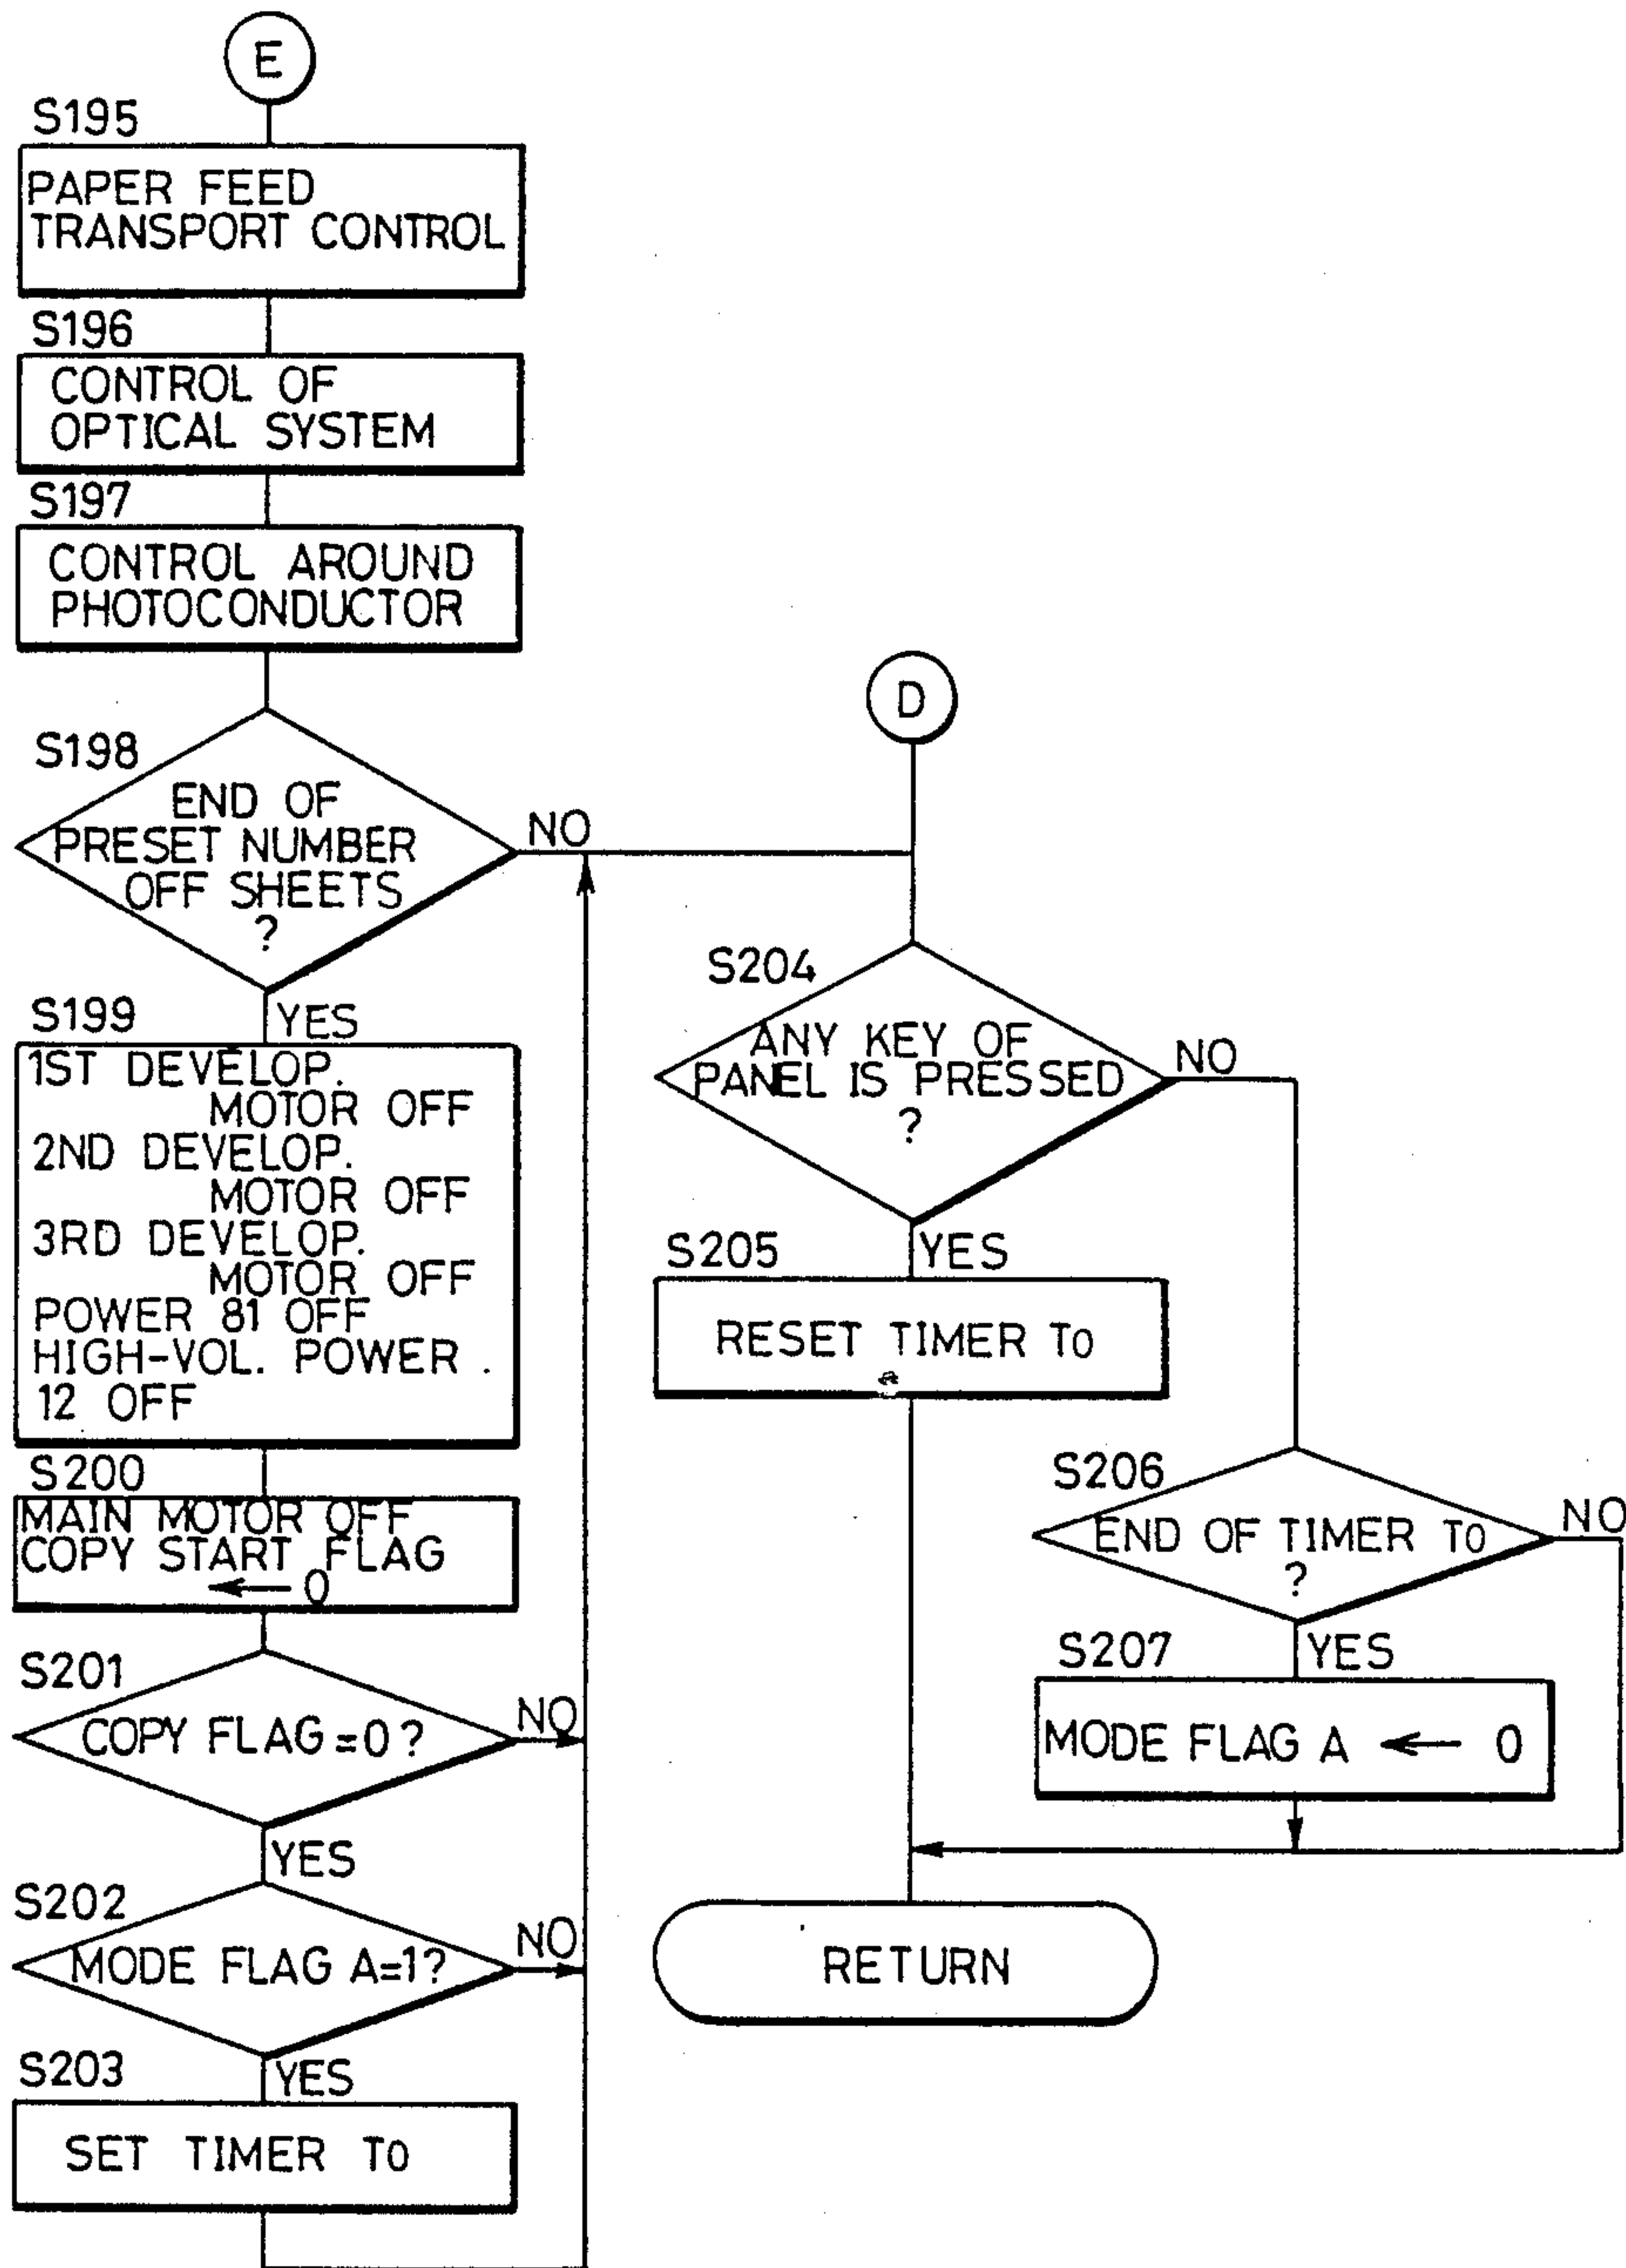 E
S195
PAPER FEED
TRANSPORT CONTROL
S196
CONTROL OF
OPTICAL SYSTEM
S197
CONTROL AROUND
PHOTOCONDUCTOR
S198
END OF
PRESET NUMBER
OFF SHEETS
?
NO
YES
S199
1ST DEVELOP.
MOTOR OFF
2ND DEVELOP.
MOTOR OFF
3RD DEVELOP.
MOTOR OFF
POWER 81 OFF
HIGH-VOL. POWER
12 OFF
S200
MAIN MOTOR OFF
COPY START FLAG
← 0
S201
COPY FLAG=0?
NO
YES
S202
MODE FLAG A=1?
NO
YES
S203
SET TIMER T0
D
S204
ANY KEY OF
PANEL IS PRESSED
?
NO
YES
S205
RESET TIMER T0
S206
END OF TIMER T0
?
NO
YES
S207
MODE FLAG A ← 0
RETURN